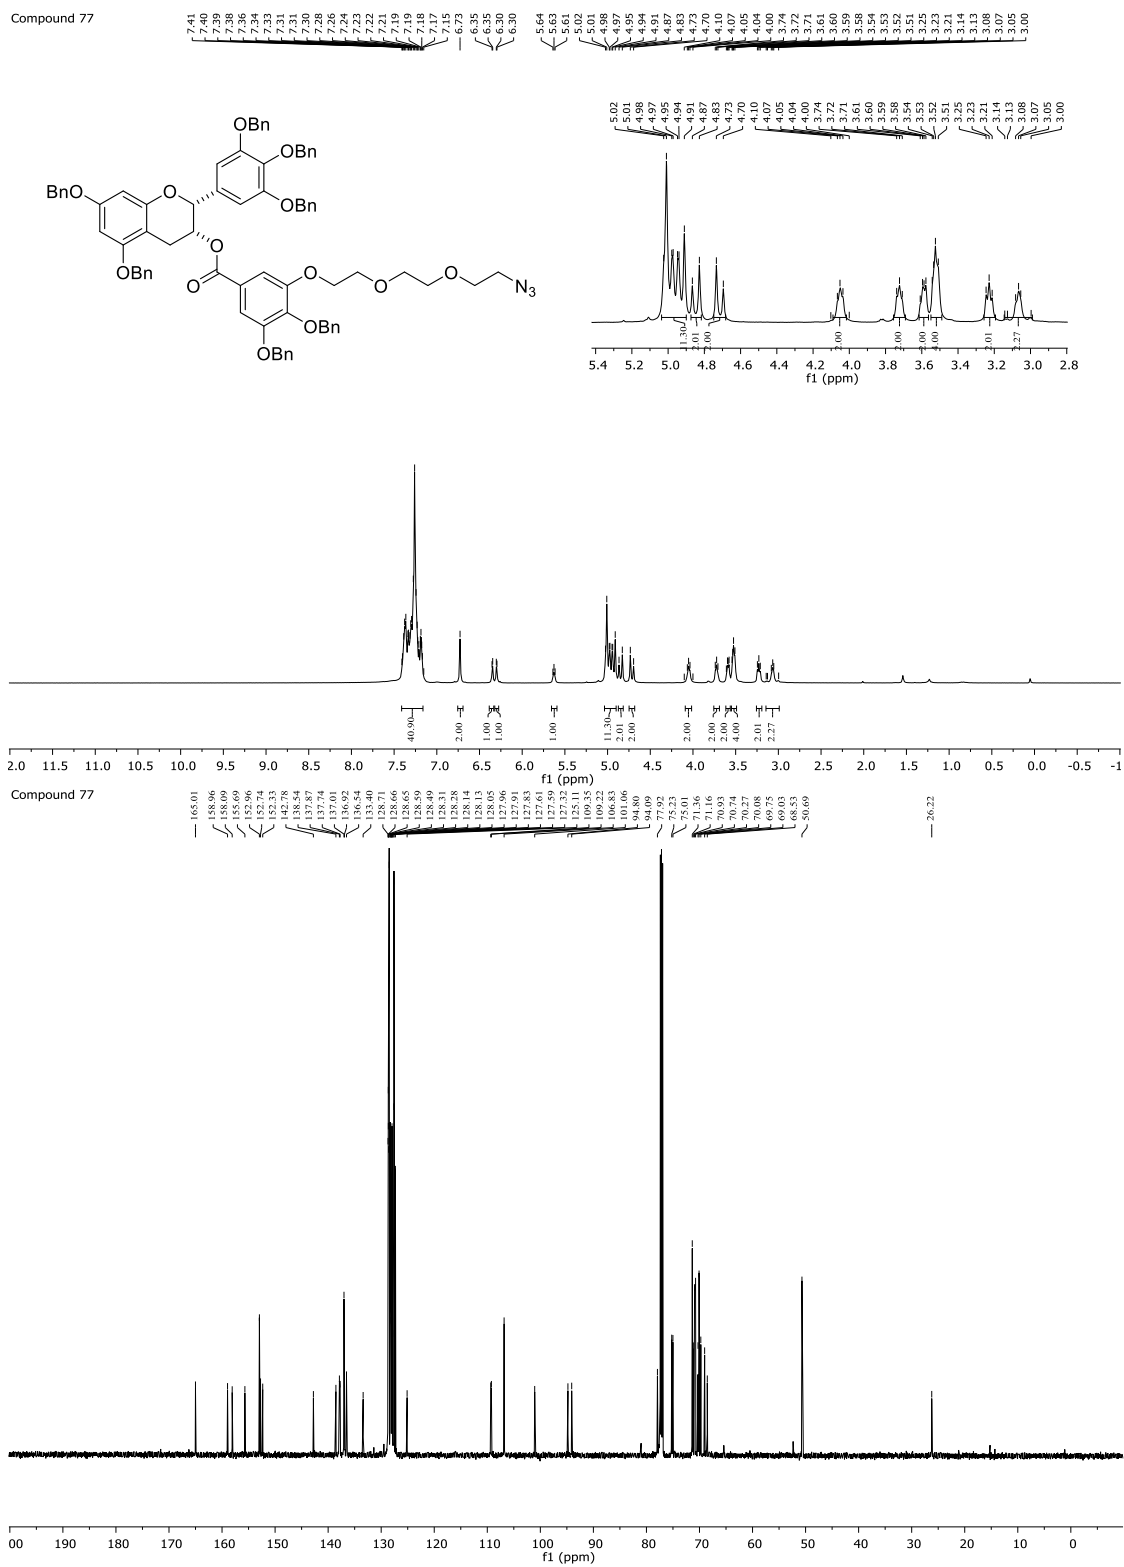 Compound 77
7.41 7.40 7.39 7.38 7.36 7.34 7.33 7.31 7.31 7.30 7.28 7.26 7.24 7.23 7.22 7.21 7.19 7.19 7.18 7.17 7.15 6.73 6.35 6.35 6.30 6.30 5.64 5.63 5.61 5.02 5.01 4.98 4.97 4.95 4.94 4.91 4.87 4.83 4.73 4.70 4.10 4.07 4.05 4.04 4.00 3.74 3.72 3.71 3.61 3.60 3.59 3.58 3.54 3.53 3.52 3.51 3.25 3.23 3.21 3.14 3.13 3.08 3.07 3.05 3.00
5.02 5.01 4.98 4.97 4.95 4.94 4.91 4.87 4.83 4.73 4.70 4.10 4.07 4.05 4.04 4.00 3.74 3.72 3.71 3.61 3.60 3.59 3.58 3.54 3.53 3.52 3.51 3.25 3.23 3.21 3.14 3.13 3.08 3.07 3.05 3.00
OBn
OBn
BnO
O
OBn
O
OBn
O
O
O
O
N3
OBn
OBn
11.30 2.01 2.00 2.00 2.00 2.00 4.00 2.01 2.27
5.4 5.2 5.0 4.8 4.6 4.4 4.2 4.0 3.8 3.6 3.4 3.2 3.0 2.8
f1 (ppm)
40.90 2.00 1.00 1.00 1.00 11.30 2.01 2.00 2.00 2.00 2.00 4.00 2.01 2.27
2.0 11.5 11.0 10.5 10.0 9.5 9.0 8.5 8.0 7.5 7.0 6.5 6.0 5.5 5.0 4.5 4.0 3.5 3.0 2.5 2.0 1.5 1.0 0.5 0.0 -0.5 -1
f1 (ppm)
Compound 77
165.01 158.96 158.09 155.69 152.96 152.74 152.33 142.78 138.54 137.87 137.74 137.01 136.92 136.54 133.40 128.71 128.66 128.65 128.59 128.49 128.31 128.28 128.14 128.13 128.05 127.96 127.91 127.83 127.61 127.59 127.32 125.11 109.35 109.22 106.83 101.06 94.80 94.09 77.92 75.23 75.01 71.36 71.16 70.93 70.74 70.27 70.08 69.75 69.03 68.53 50.69 26.22
00 190 180 170 160 150 140 130 120 110 100 90 80 70 60 50 40 30 20 10 0
f1 (ppm)